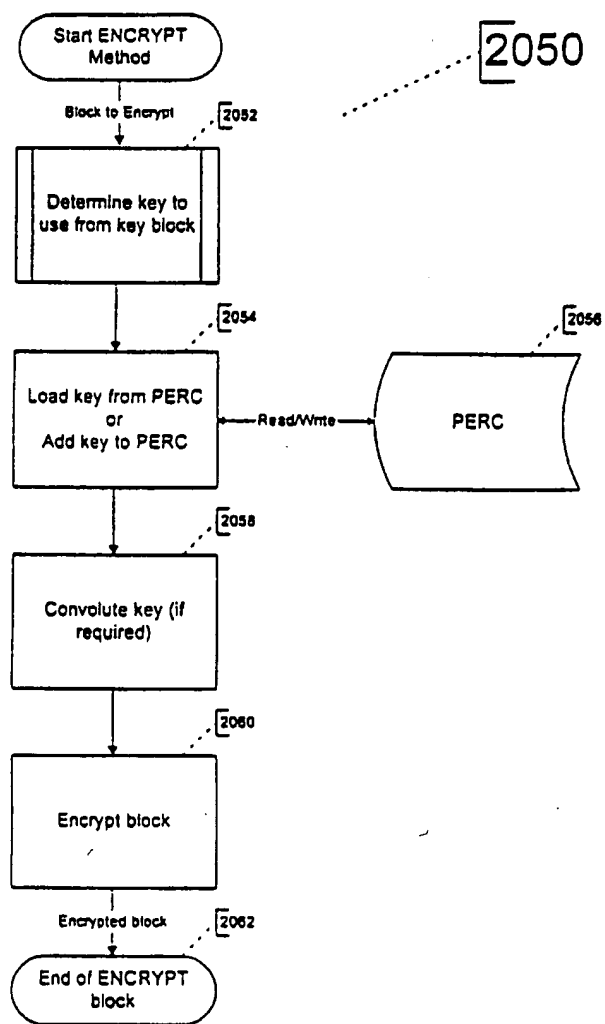 Start ENCRYPT
Method
2050
Block to Encrypt
2052
Determine key to
use from key block
2054
2056
Load key from PERC
or
Add key to PERC
Read/Write
PERC
2058
Convolute key (if
required)
2060
Encrypt block
Encrypted block
2062
End of ENCRYPT
block